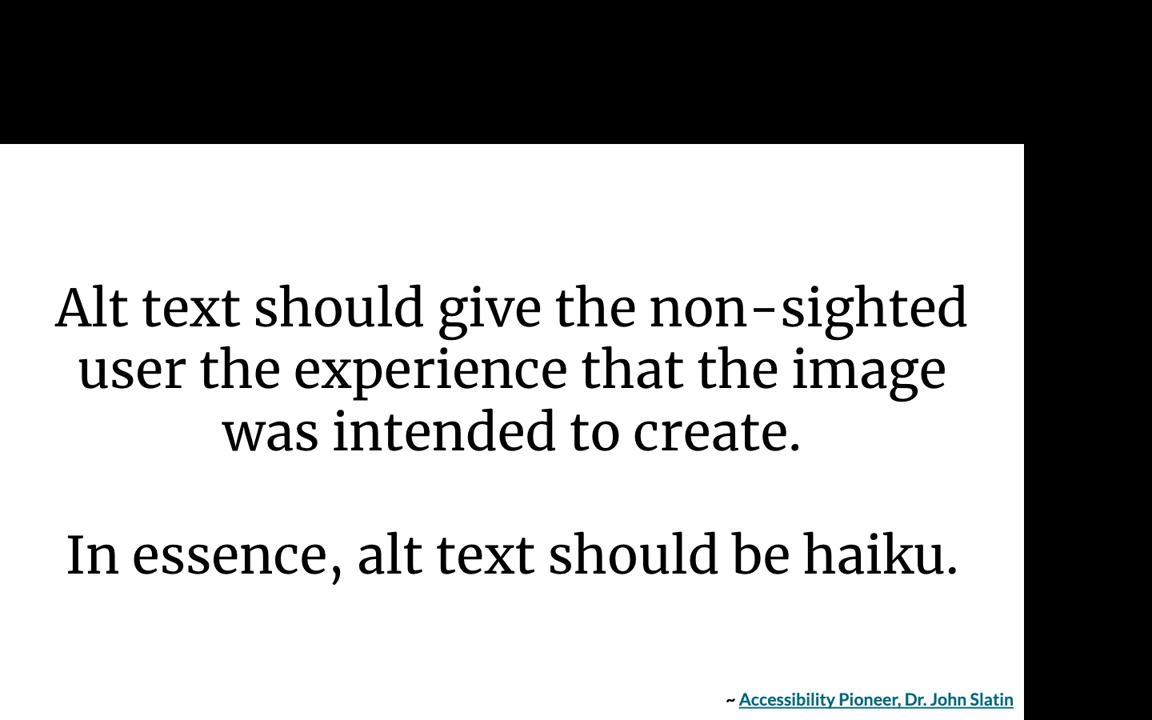 Alt text should give the non-sighted
user the experience that the image
was intended to create.
In essence, alt text should be haiku.
~ Accessibility Pioneer, Dr. John Slatin